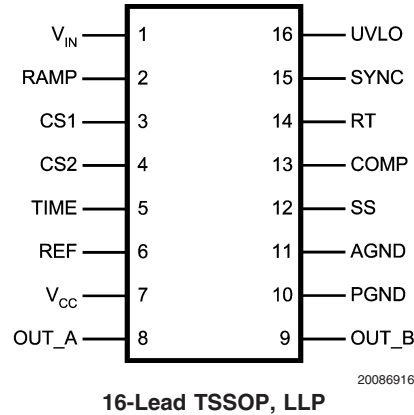 VIN 1 16 UVLO
RAMP 2 15 SYNC
CS1 3 14 RT
CS2 4 13 COMP
TIME 5 12 SS
REF 6 11 AGND
VCC 7 10 PGND
OUT_A 8 9 OUT_B
20086916
16-Lead TSSOP, LLP